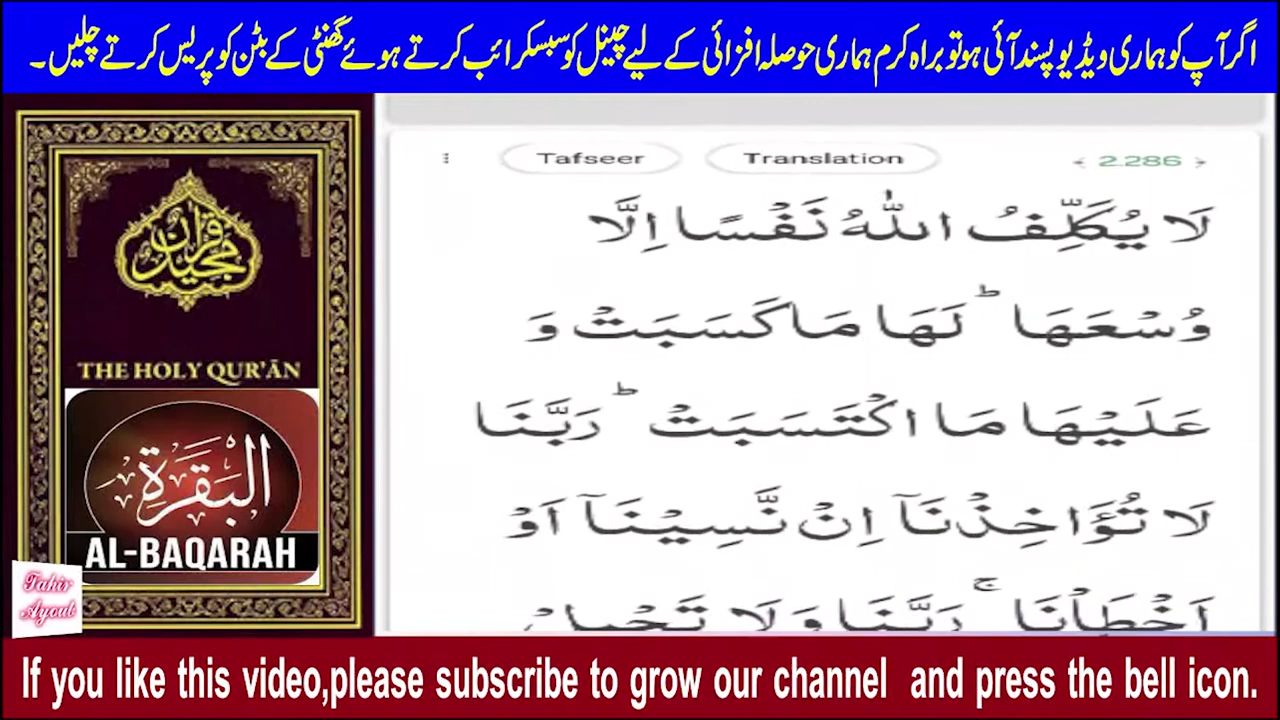 اگر آپ کو ہماری ویڈیو پسند آئی ہو تو براہ کرم ہماری حوصلہ افزائی کے لیے چینل کو سبسکرائب کرتے ہوئے گھنٹی کے بٹن کو پریس کرتے چلیں۔
قرآن مجید
THE HOLY QUR'ĀN
البَقَرَة
AL-BAQARAH
Tahir
Ayoub
Tafseer Translation 2.286
لَا يُكَلِّفُ اللّٰهُ نَفْسًا اِلَّا
وُسْعَهَا ؕ لَهَا مَا كَسَبَتْ وَ
عَلَيْهَا مَا اكْتَسَبَتْ ؕ رَبَّنَا
لَا تُؤَاخِذْنَاۤ اِنْ نَّسِيْنَاۤ اَوْ
اَخْطَاْنَا ۚ رَبَّنَا وَلَا تَحْمِلْ
If you like this video,please subscribe to grow our channel and press the bell icon.